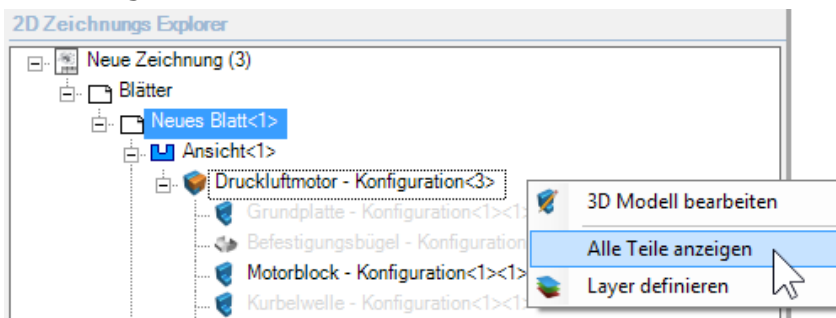 2D Zeichnungs Explorer
Neue Zeichnung (3)
Blätter
Neues Blatt<1>
Ansicht<1>
Druckluftmotor - Konfiguration<3>
3D Modell bearbeiten
Grundplatte - Konfiguration<1><1>
Alle Teile anzeigen
Befestigungsbügel - Konfiguration
Motorblock - Konfiguration<1><1>
Layer definieren
Kurbelwelle - Konfiguration<1><1>